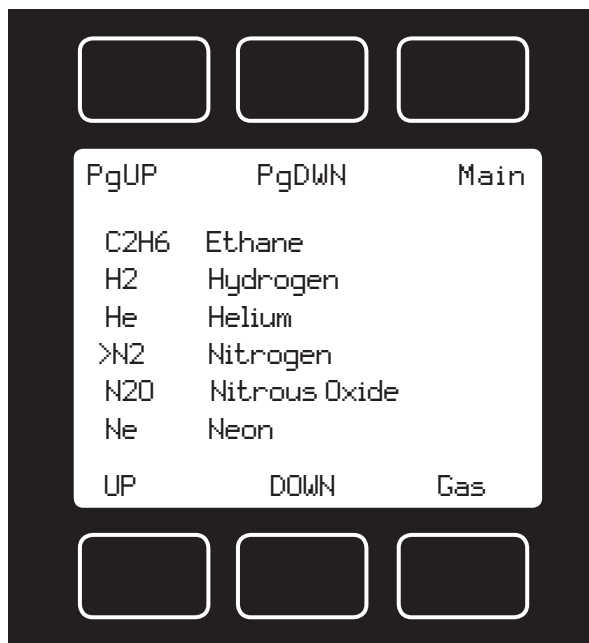 PgUP PgDWN Main
C2H6 Ethane
H2 Hydrogen
He Helium
>N2 Nitrogen
N2O Nitrous Oxide
Ne Neon
UP DOWN Gas